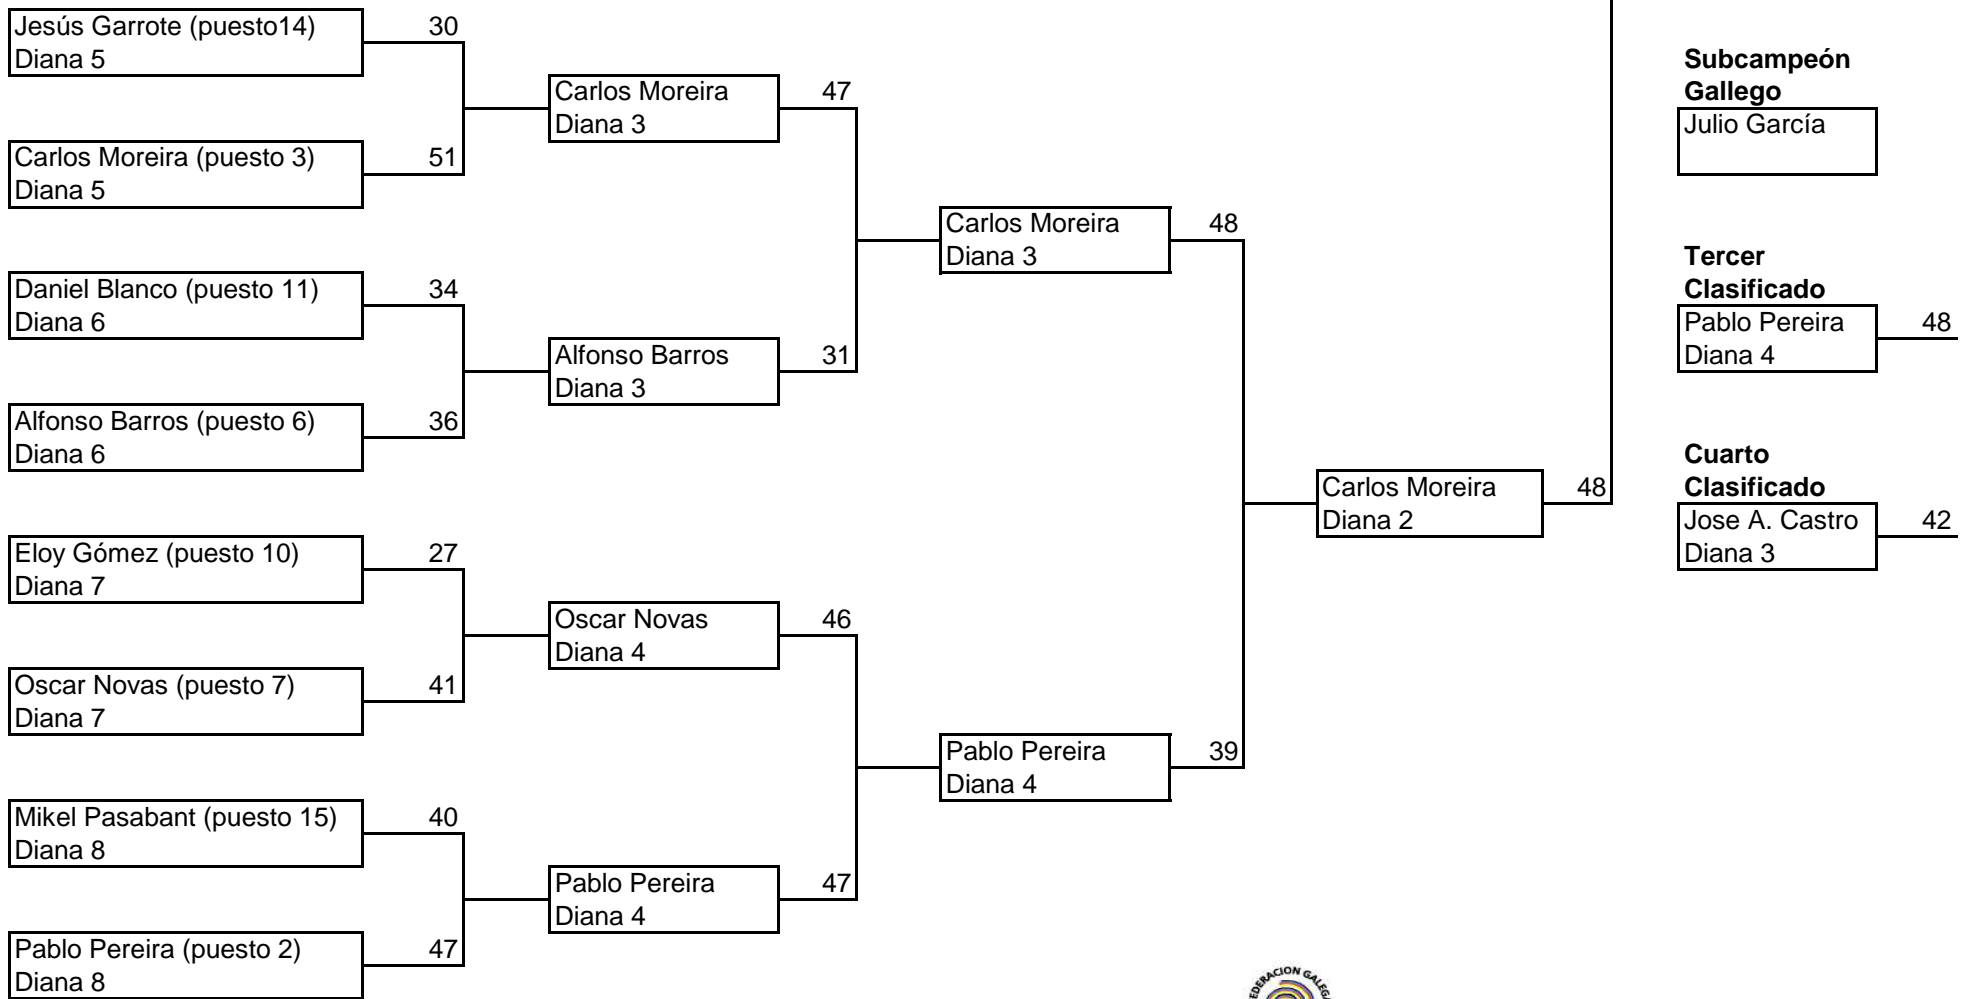 Jesús Garrote (puesto14)
Diana 5
30
Carlos Moreira (puesto 3)
Diana 5
51
Daniel Blanco (puesto 11)
Diana 6
34
Alfonso Barros (puesto 6)
Diana 6
36
Eloy Gómez (puesto 10)
Diana 7
27
Oscar Novas (puesto 7)
Diana 7
41
Mikel Pasabant (puesto 15)
Diana 8
40
Pablo Pereira (puesto 2)
Diana 8
47
Carlos Moreira
Diana 3
47
Alfonso Barros
Diana 3
31
Oscar Novas
Diana 4
46
Pablo Pereira
Diana 4
47
Carlos Moreira
Diana 3
48
Pablo Pereira
Diana 4
39
Carlos Moreira
Diana 2
48
Subcampeón
Gallego
Julio García
Tercer
Clasificado
Pablo Pereira
Diana 4
48
Cuarto
Clasificado
Jose A. Castro
Diana 3
42